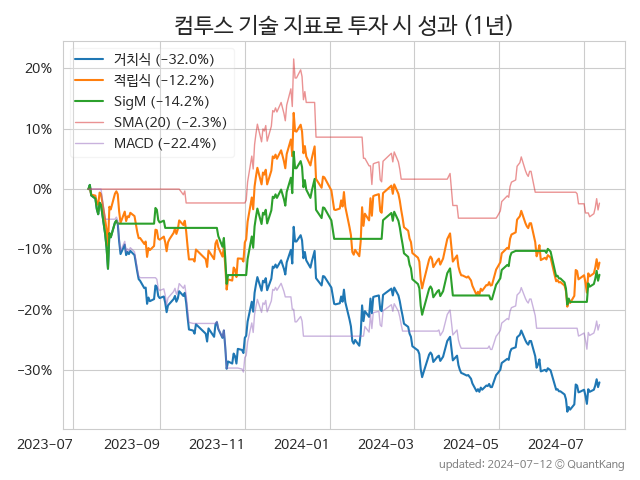 컴투스 기술 지표로 투자 시 성과 (1년)
거치식 (−32.0%)
적립식 (−12.2%)
SigM (−14.2%)
SMA(20) (−2.3%)
MACD (−22.4%)
20%
10%
0%
−10%
−20%
−30%
2023-07 2023-09 2023-11 2024-01 2024-03 2024-05 2024-07
updated: 2024-07-12 © QuantKang